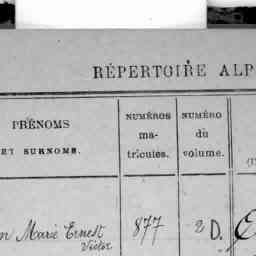 RÉPERTOIRE ALP
PRÉNOMS
ET SURNOMS.
NUMÉROS
ma-
tricules.
NUMÉRO
du
volume.
Marie Ernest 877 2 D.
Victor